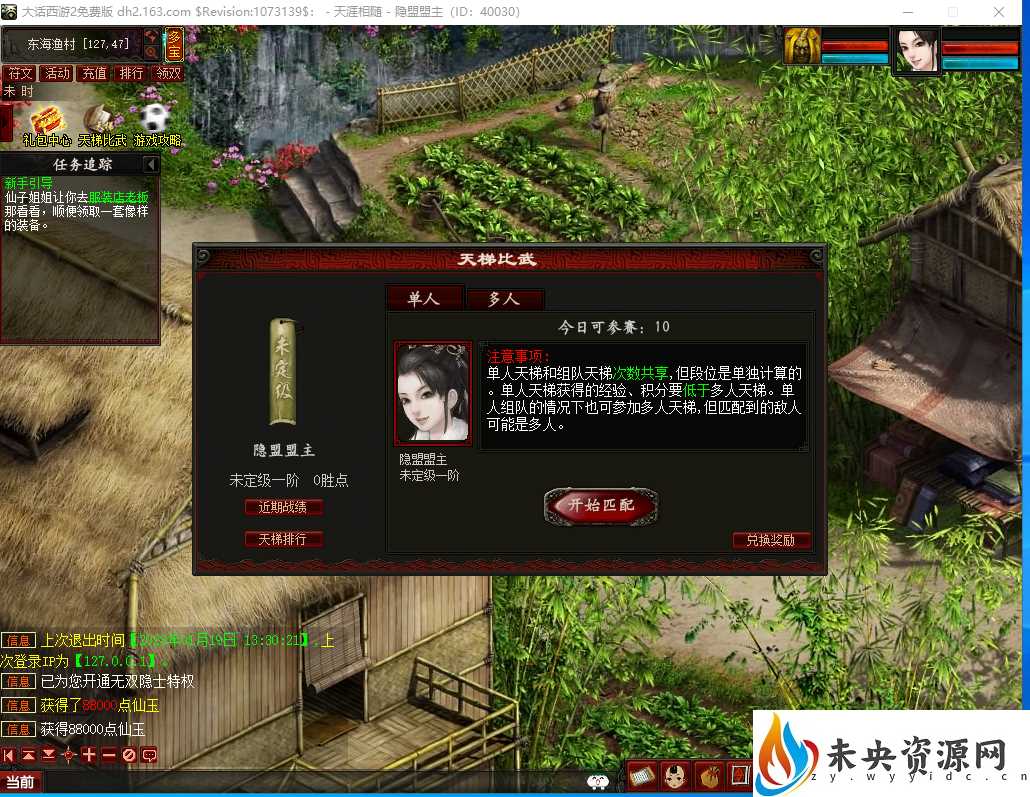 大话西游2免费版 dh2.163.com $Revision:1073139$: - 天涯相随 - 隐盟盟主 (ID: 40030)
东海渔村 [127,47]
多宝
符文 活动 充值 排行 领双
未 时
礼包中心 天梯比武 游戏攻略
任务追踪
新手引导
仙子姐姐让你去服装店老板
那看看，顺便领取一套像样
的装备。
天梯比武
单人 多人
今日可参赛：10
未定级
注意事项：
单人天梯和组队天梯次数共享,但段位是单独计算的
。单人天梯获得的经验、积分要低于多人天梯。单
人组队的情况下也可参加多人天梯,但匹配到的敌人
可能是多人。
隐盟盟主
未定级一阶 0胜点
近期战绩
天梯排行
隐盟盟主
未定级一阶
开始匹配
兑换奖励
信息 上次退出时间【2023年01月19日 13:30:21】,上
次登录IP为【127.0.0.1】。
信息 已为您开通无双隐士特权
信息 获得了88000点仙玉
信息 获得88000点仙玉
当前
未央资源网
zy.wyyidc.cn